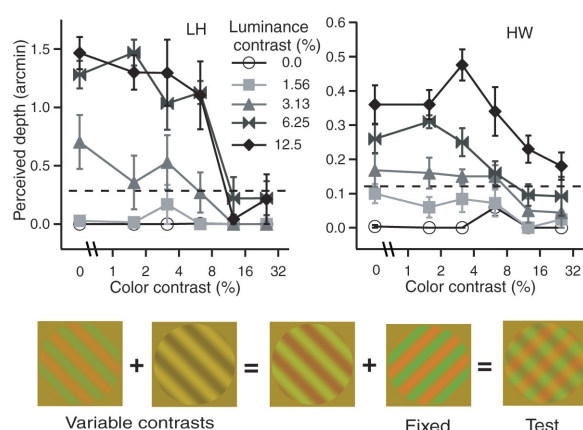 LH
Luminance
contrast (%)
0.0
1.56
3.13
6.25
12.5
HW
Perceived depth (arcmin)
1.5
1.0
0.5
0.0
0.6
0.5
0.4
0.3
0.2
0.1
0.0
0 1 2 4 8 16 32
Color contrast (%)
0 1 2 4 8 16 32
Color contrast (%)
+ = + =
Variable contrasts Fixed Test